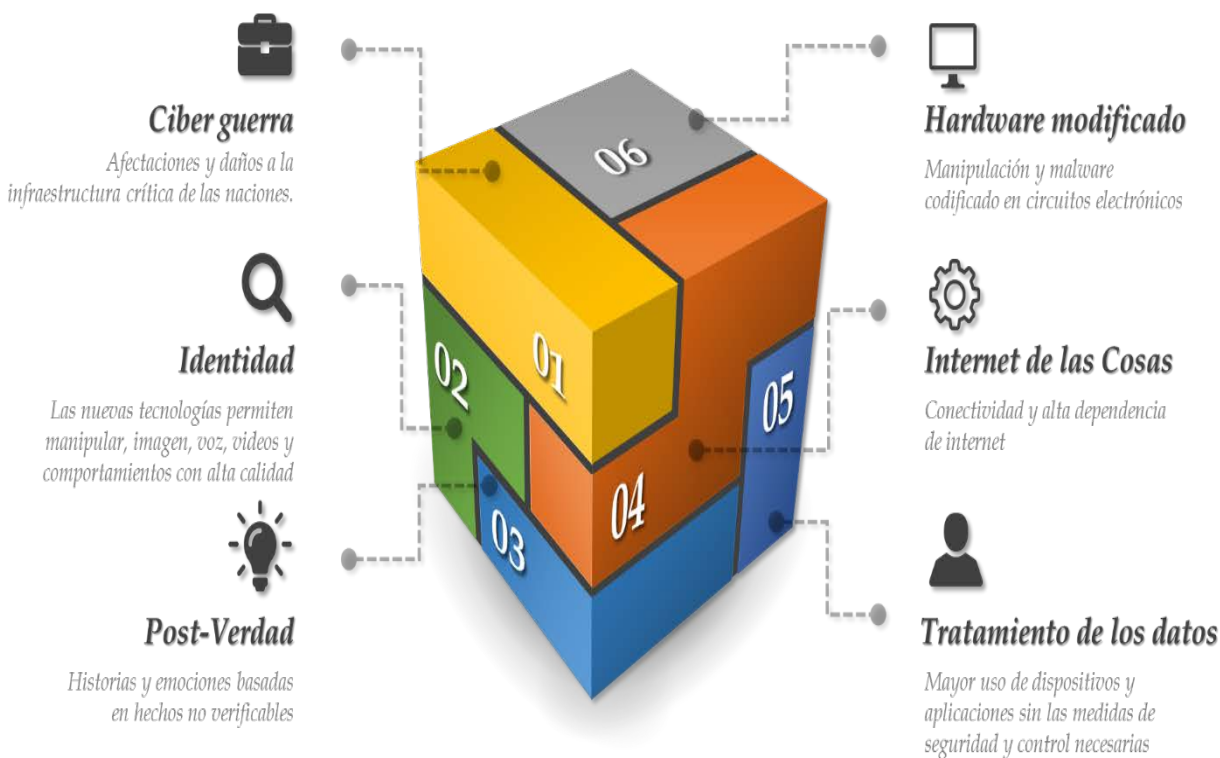 Ciber guerra
Afectaciones y daños a la
infraestructura crítica de las naciones.
Identidad
Las nuevas tecnologías permiten
manipular, imagen, voz, videos y
comportamientos con alta calidad
Post-Verdad
Historias y emociones basadas
en hechos no verificables
06
01
02
05
04
03
Hardware modificado
Manipulación y malware
codificado en circuitos electrónicos
Internet de las Cosas
Conectividad y alta dependencia
de internet
Tratamiento de los datos
Mayor uso de dispositivos y
aplicaciones sin las medidas de
seguridad y control necesarias